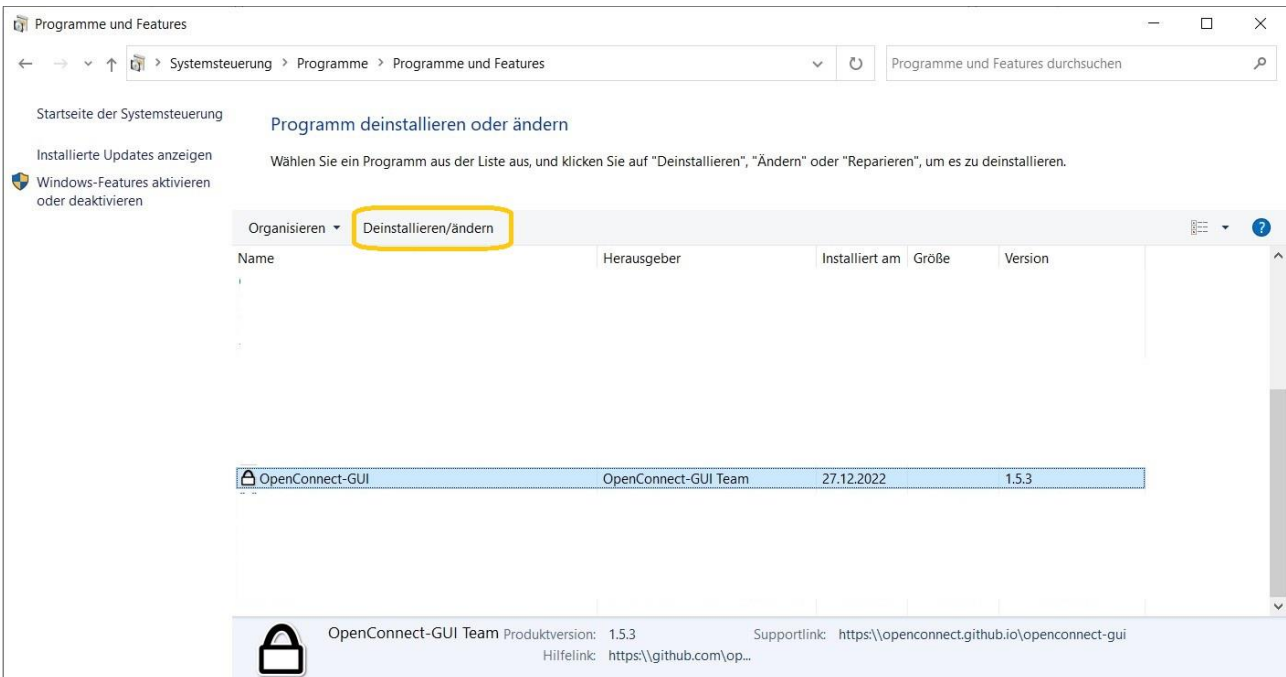 Programme und Features
Systemsteuerung > Programme > Programme und Features
Programme und Features durchsuchen
Startseite der Systemsteuerung
Installierte Updates anzeigen
Windows-Features aktivieren
oder deaktivieren
Programm deinstallieren oder ändern
Wählen Sie ein Programm aus der Liste aus, und klicken Sie auf "Deinstallieren", "Ändern" oder "Reparieren", um es zu deinstallieren.
Organisieren Deinstallieren/ändern
Name Herausgeber Installiert am Größe Version
OpenConnect-GUI OpenConnect-GUI Team 27.12.2022 1.5.3
OpenConnect-GUI Team Produktversion: 1.5.3 Supportlink: https:\\openconnect.github.io\openconnect-gui
Hilfelink: https:\\github.com\op...